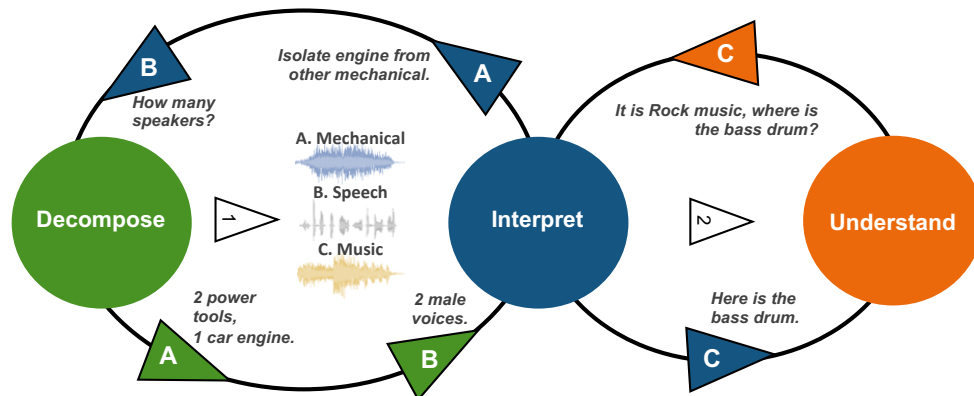 B
Isolate engine from
other mechanical.
A
C
How many
speakers?
It is Rock music, where is
the bass drum?
A. Mechanical
B. Speech
C. Music
Decompose
1
Interpret
2
Understand
2 power
tools,
1 car engine.
A
2 male
voices.
B
Here is the
bass drum.
C